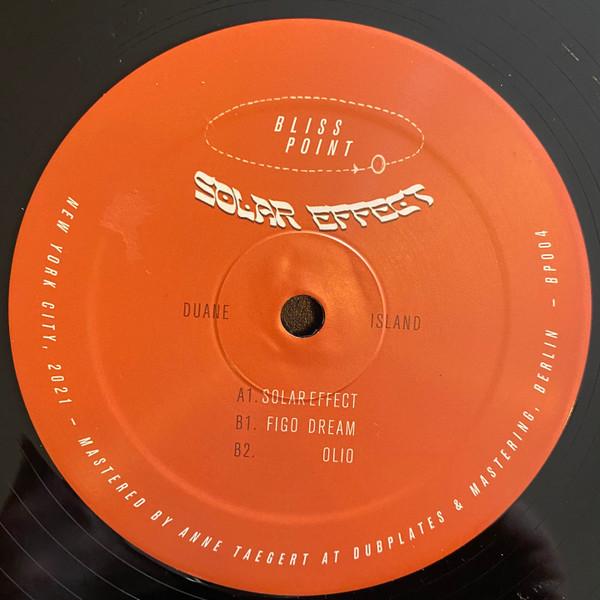 BLISS
POINT
SOLAR EFFECT
DUANE ISLAND
A1. SOLAR EFFECT
B1. FIGO DREAM
B2. OLIO
NEW YORK CITY, 2021 – MASTERED BY ANNE TAEGERT AT DUBPLATES & MASTERING, BERLIN – BP004